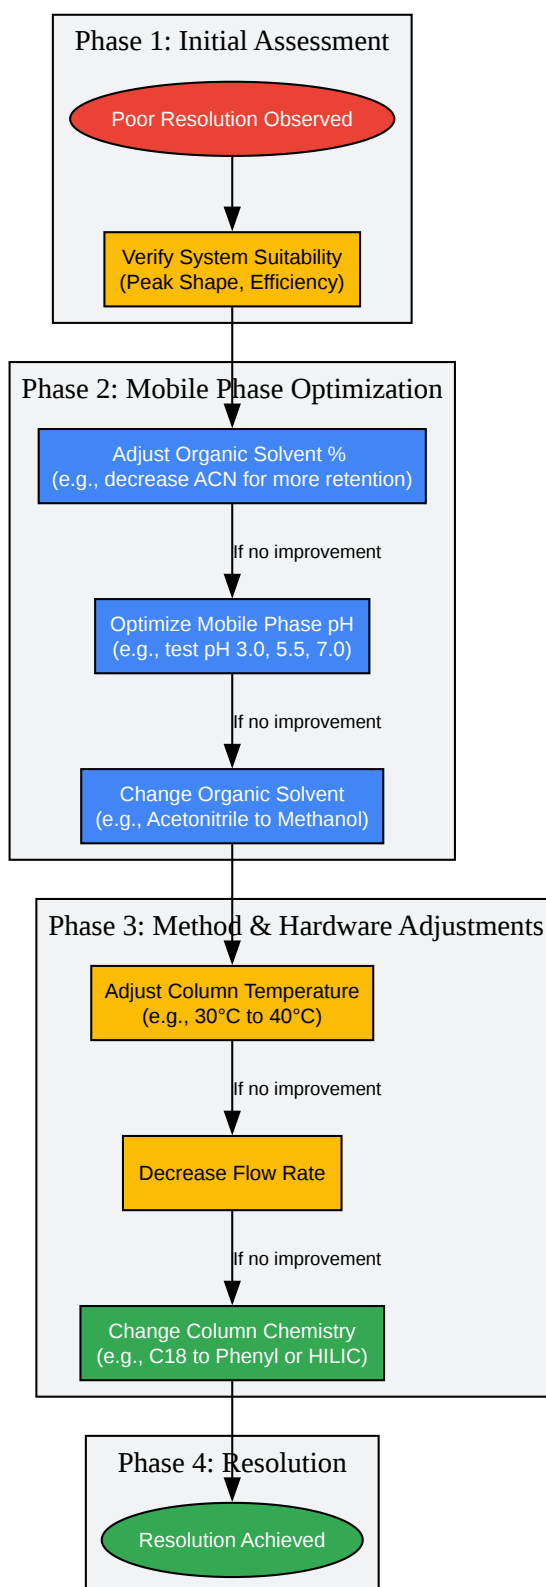 Phase 1: Initial Assessment
Poor Resolution Observed
Verify System Suitability
(Peak Shape, Efficiency)
Phase 2: Mobile Phase Optimization
Adjust Organic Solvent %
(e.g., decrease ACN for more retention)
If no improvement
Optimize Mobile Phase pH
(e.g., test pH 3.0, 5.5, 7.0)
If no improvement
Change Organic Solvent
(e.g., Acetonitrile to Methanol)
Phase 3: Method & Hardware Adjustments
Adjust Column Temperature
(e.g., 30°C to 40°C)
If no improvement
Decrease Flow Rate
If no improvement
Change Column Chemistry
(e.g., C18 to Phenyl or HILIC)
Phase 4: Resolution
Resolution Achieved